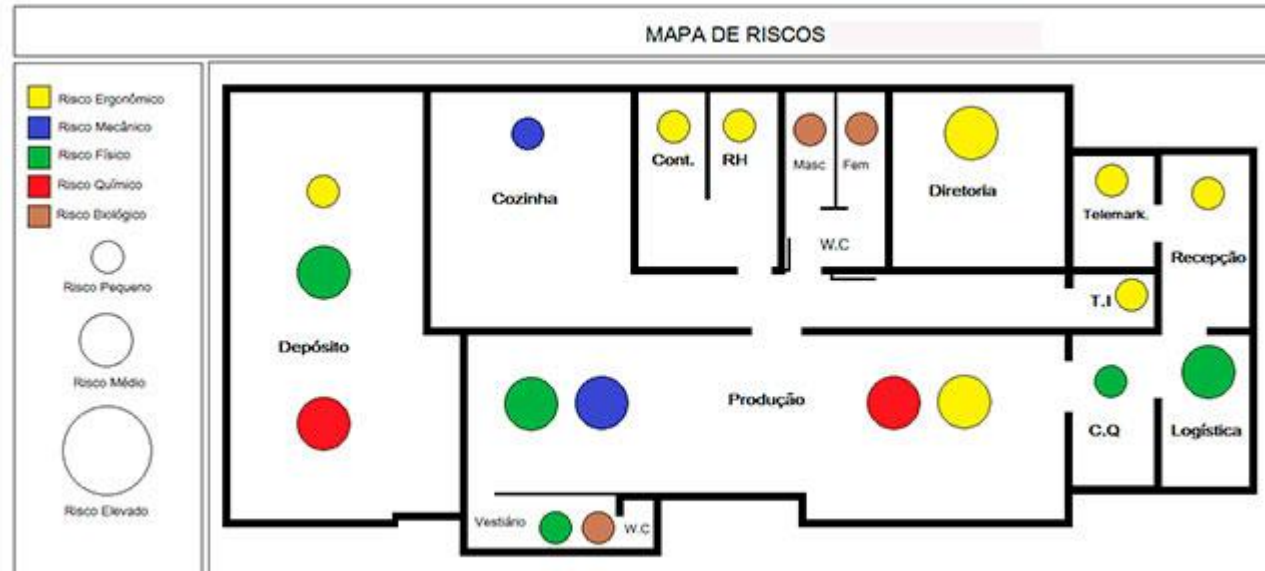 MAPA DE RISCOS
Risco Ergonômico
Risco Mecânico
Risco Físico
Risco Químico
Risco Biológico
Risco Pequeno
Risco Médio
Risco Elevado
Depósito
Cozinha
Cont.
RH
Masc
Fem
W.C
Diretoria
Telemark.
Recepção
T.I
Produção
C.Q
Logística
Vestiário
W.C